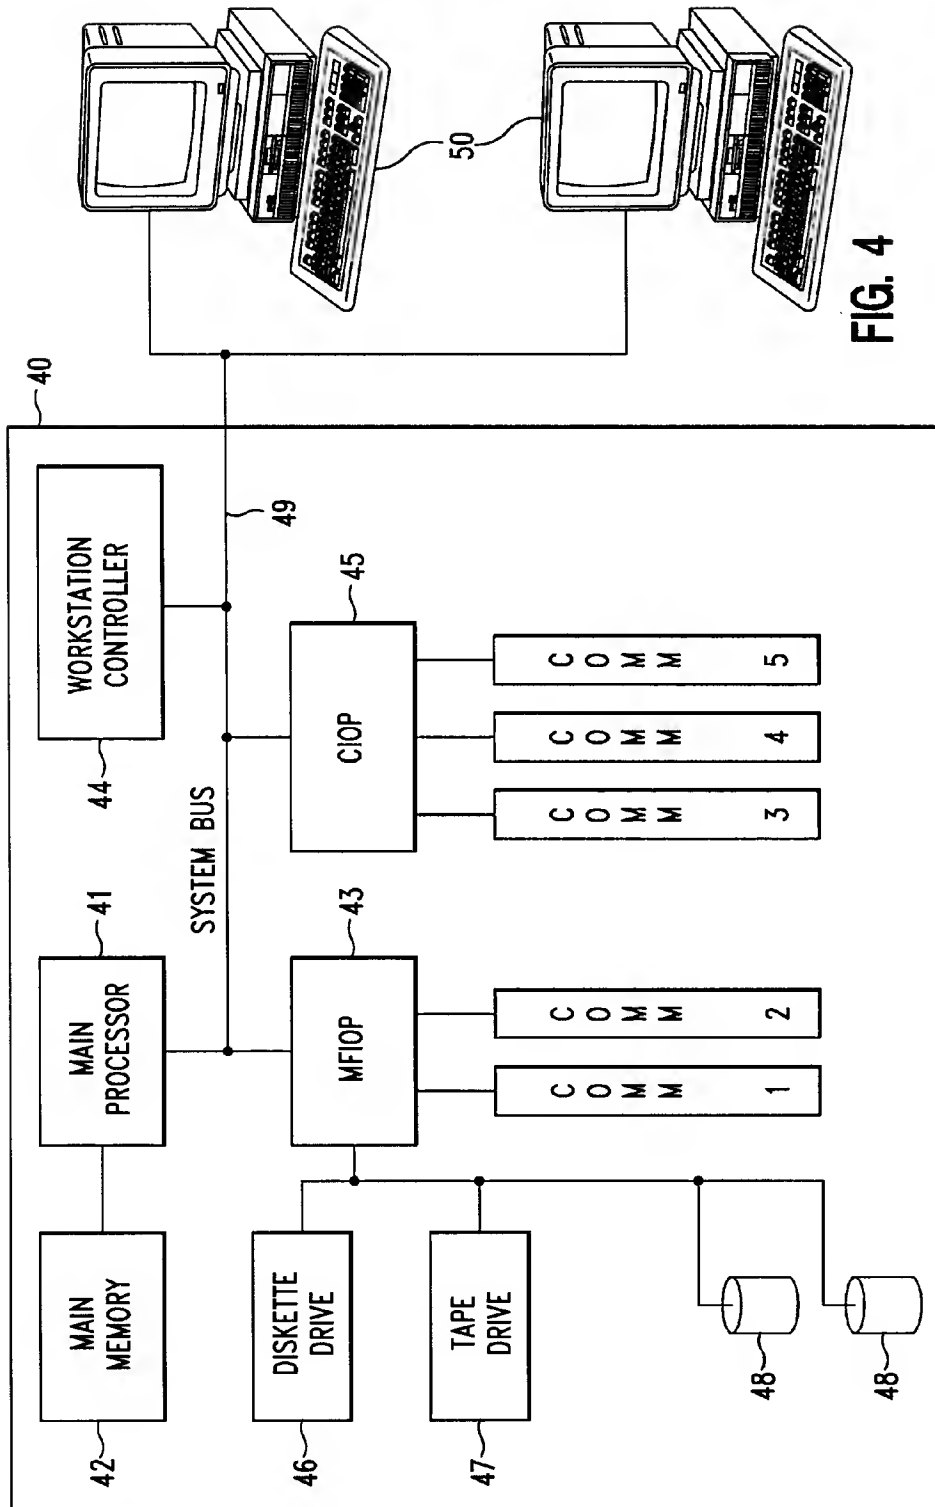 40
MAIN
MEMORY
42
MAIN
PROCESSOR
41
WORKSTATION
CONTROLLER
44
SYSTEM BUS
49
DISKETTE
DRIVE
46
MFIOP
43
CIOP
45
TAPE
DRIVE
47
COMM
1
COMM
2
COMM
3
COMM
4
COMM
5
48
48
50
FIG. 4